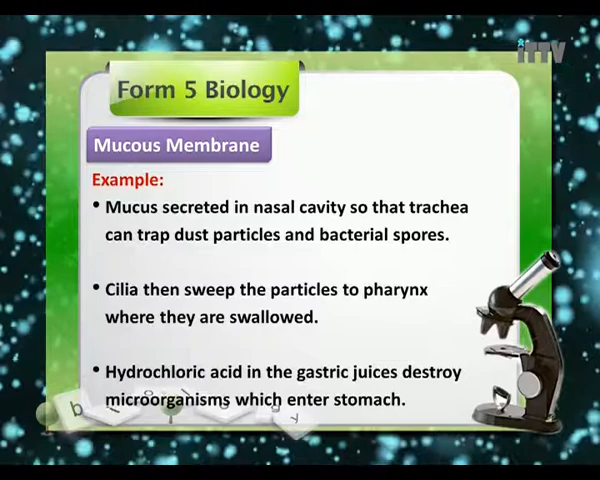 iTTV
Form 5 Biology
Mucous Membrane
Example:
• Mucus secreted in nasal cavity so that trachea
can trap dust particles and bacterial spores.
• Cilia then sweep the particles to pharynx
where they are swallowed.
• Hydrochloric acid in the gastric juices destroy
microorganisms which enter stomach.
b i o l o g y